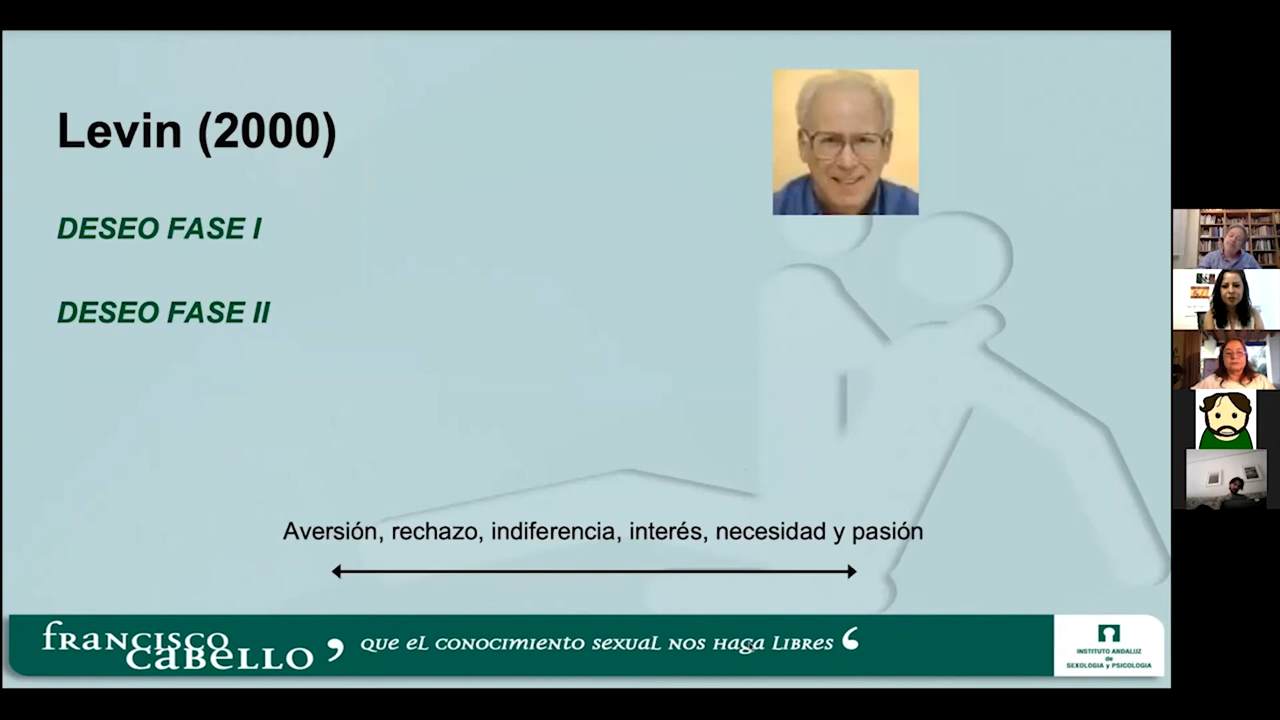 Levin (2000)
DESEO FASE I
DESEO FASE II
Aversión, rechazo, indiferencia, interés, necesidad y pasión
FRANCISCO
CABELLO
, QUE EL CONOCIMIENTO SEXUAL NOS HAGA LIBRES ‘
INSTITUTO ANDALUZ
de
SEXOLOGIA y PSICOLOGIA